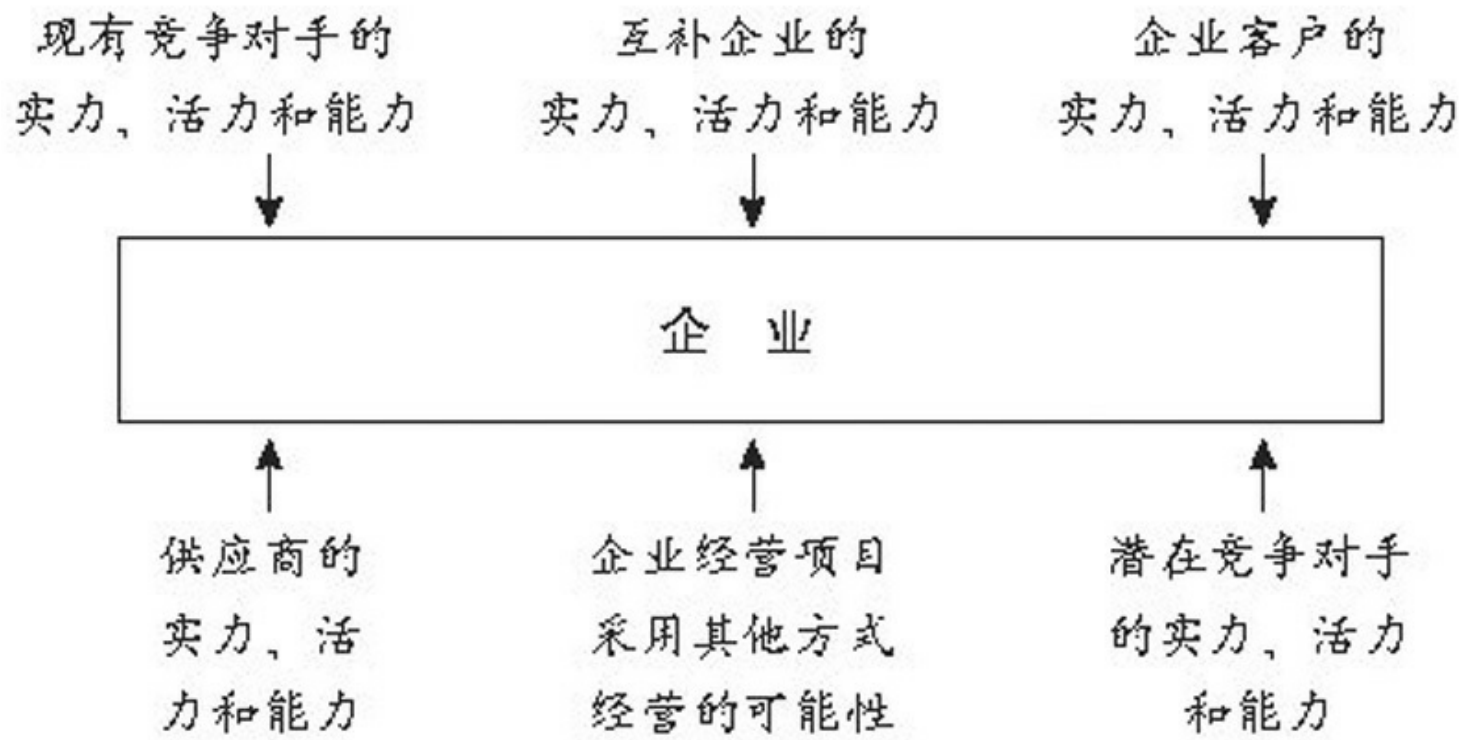 现有竞争对手的
实力、活力和能力
互补企业的
实力、活力和能力
企业客户的
实力、活力和能力
企 业
供应商的
实力、活
力和能力
企业经营项目
采用其他方式
经营的可能性
潜在竞争对手
的实力、活力
和能力